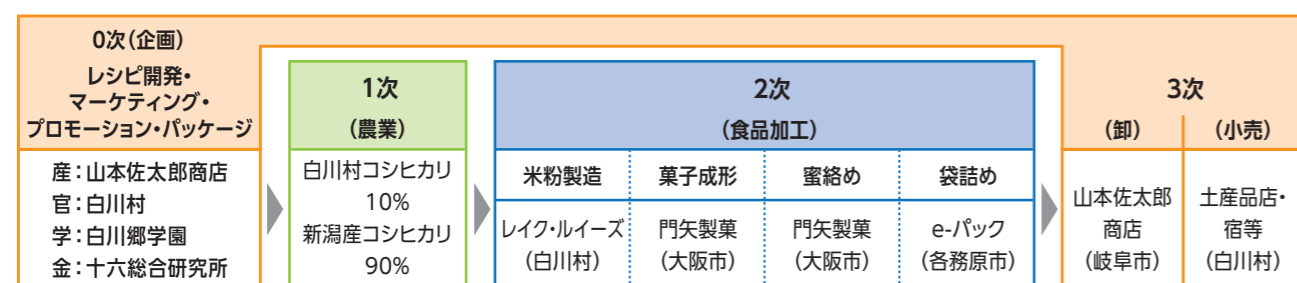 0次(企画)
レシピ開発・
マーケティング・
プロモーション・パッケージ
産:山本佐太郎商店
官:白川村
学:白川郷学園
金:十六総合研究所
1次
(農業)
白川村コシヒカリ
10%
新潟産コシヒカリ
90%
2次
(食品加工)
米粉製造
レイク・ルイーズ
(白川村)
菓子成形
門矢製菓
(大阪市)
蜜絡め
門矢製菓
(大阪市)
袋詰め
e-パック
(各務原市)
3次
(卸)
山本佐太郎
商店
(岐阜市)
(小売)
土産品店・
宿等
(白川村)